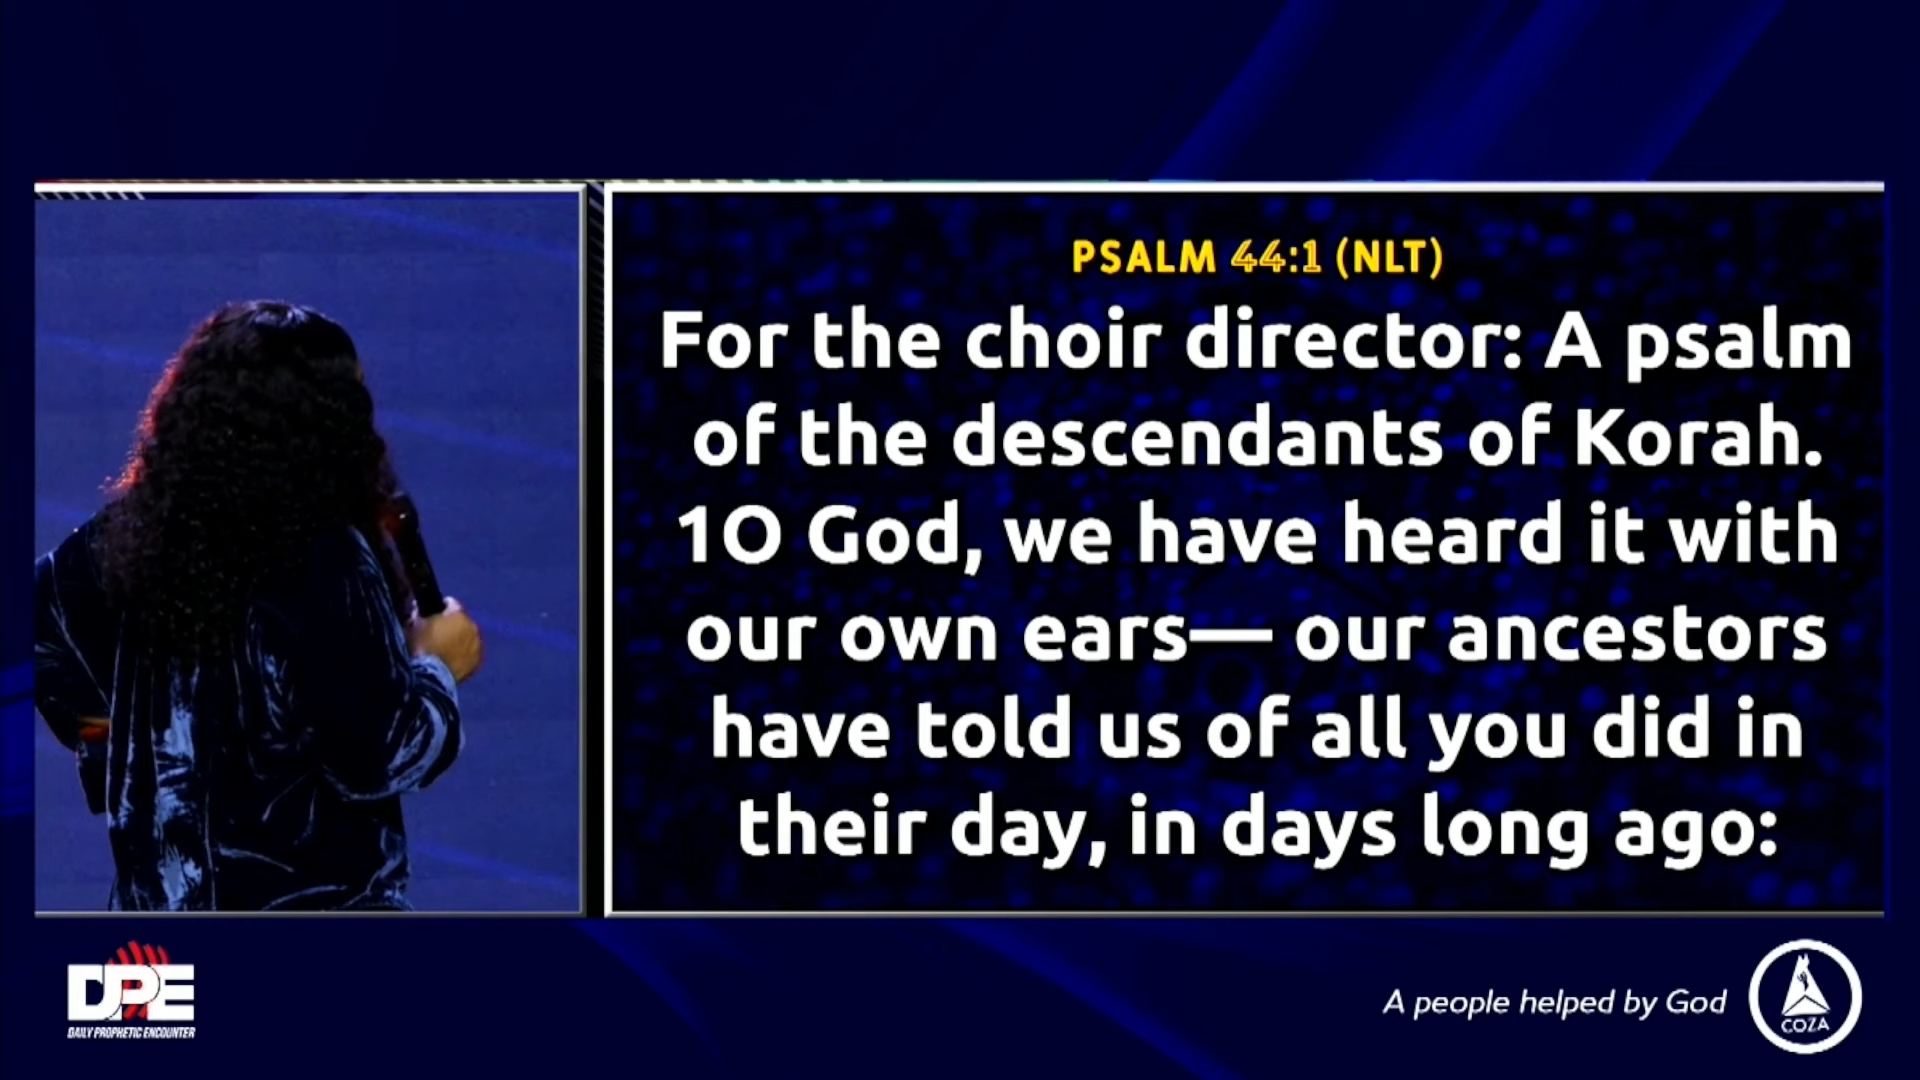 PSALM 44:1 (NLT)
For the choir director: A psalm
of the descendants of Korah.
1O God, we have heard it with
our own ears— our ancestors
have told us of all you did in
their day, in days long ago:
DPE
DAILY PROPHETIC ENCOUNTER
A people helped by God
COZA